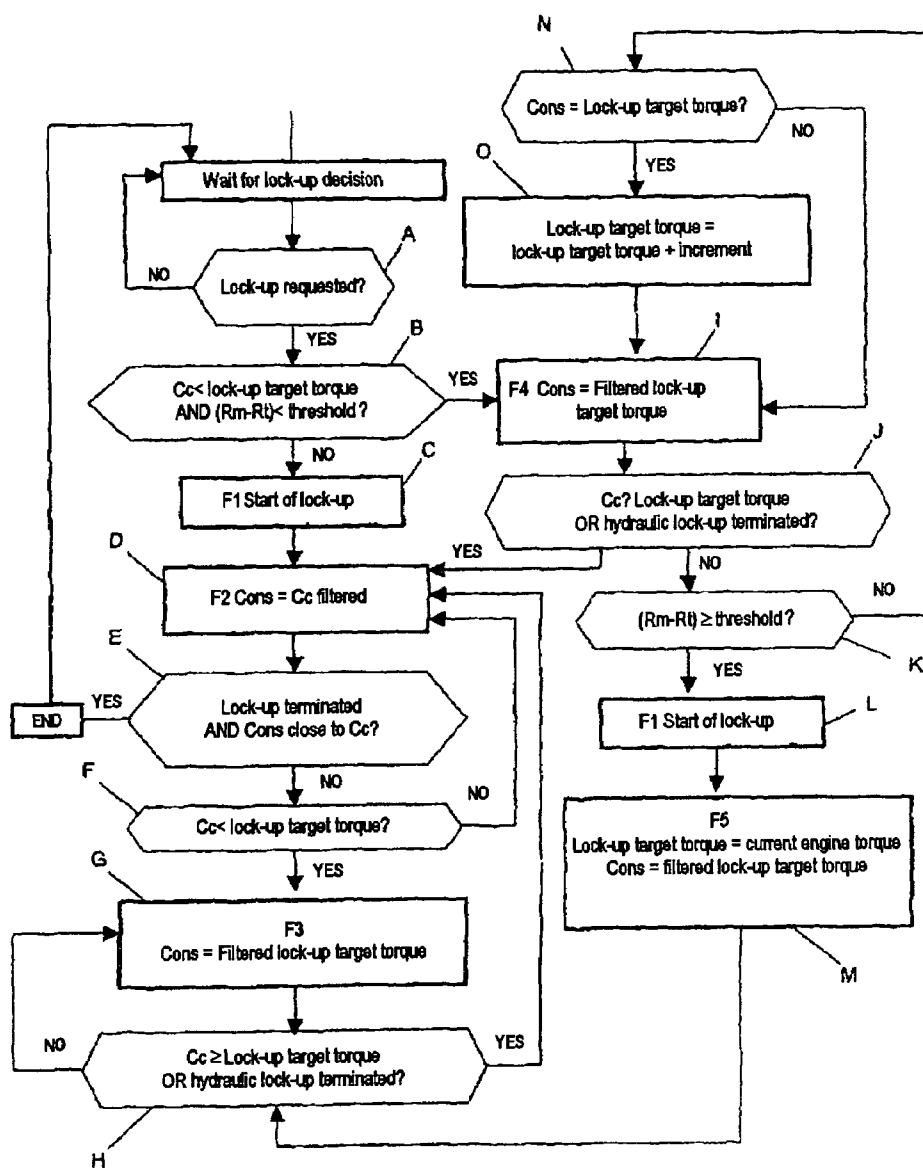 N
Cons = Lock-up target torque?
NO
YES
O
Wait for lock-up decision
Lock-up target torque =
lock-up target torque + increment
A
NO
Lock-up requested?
YES
B
I
Cc< lock-up target torque
AND (Rm-Rt)< threshold?
YES
F4 Cons = Filtered lock-up
target torque
NO
C
J
F1 Start of lock-up
Cc? Lock-up target torque
OR hydraulic lock-up terminated?
D
YES
NO
F2 Cons = Cc filtered
NO
(Rm-Rt) ≥ threshold?
K
E
YES
Lock-up terminated
AND Cons close to Cc?
YES
END
F1 Start of lock-up
L
NO
F
NO
Cc< lock-up target torque?
F5
Lock-up target torque = current engine torque
Cons = filtered lock-up target torque
YES
G
F3
Cons = Filtered lock-up target torque
M
NO
Cc ≥ Lock-up target torque
OR hydraulic lock-up terminated?
YES
H